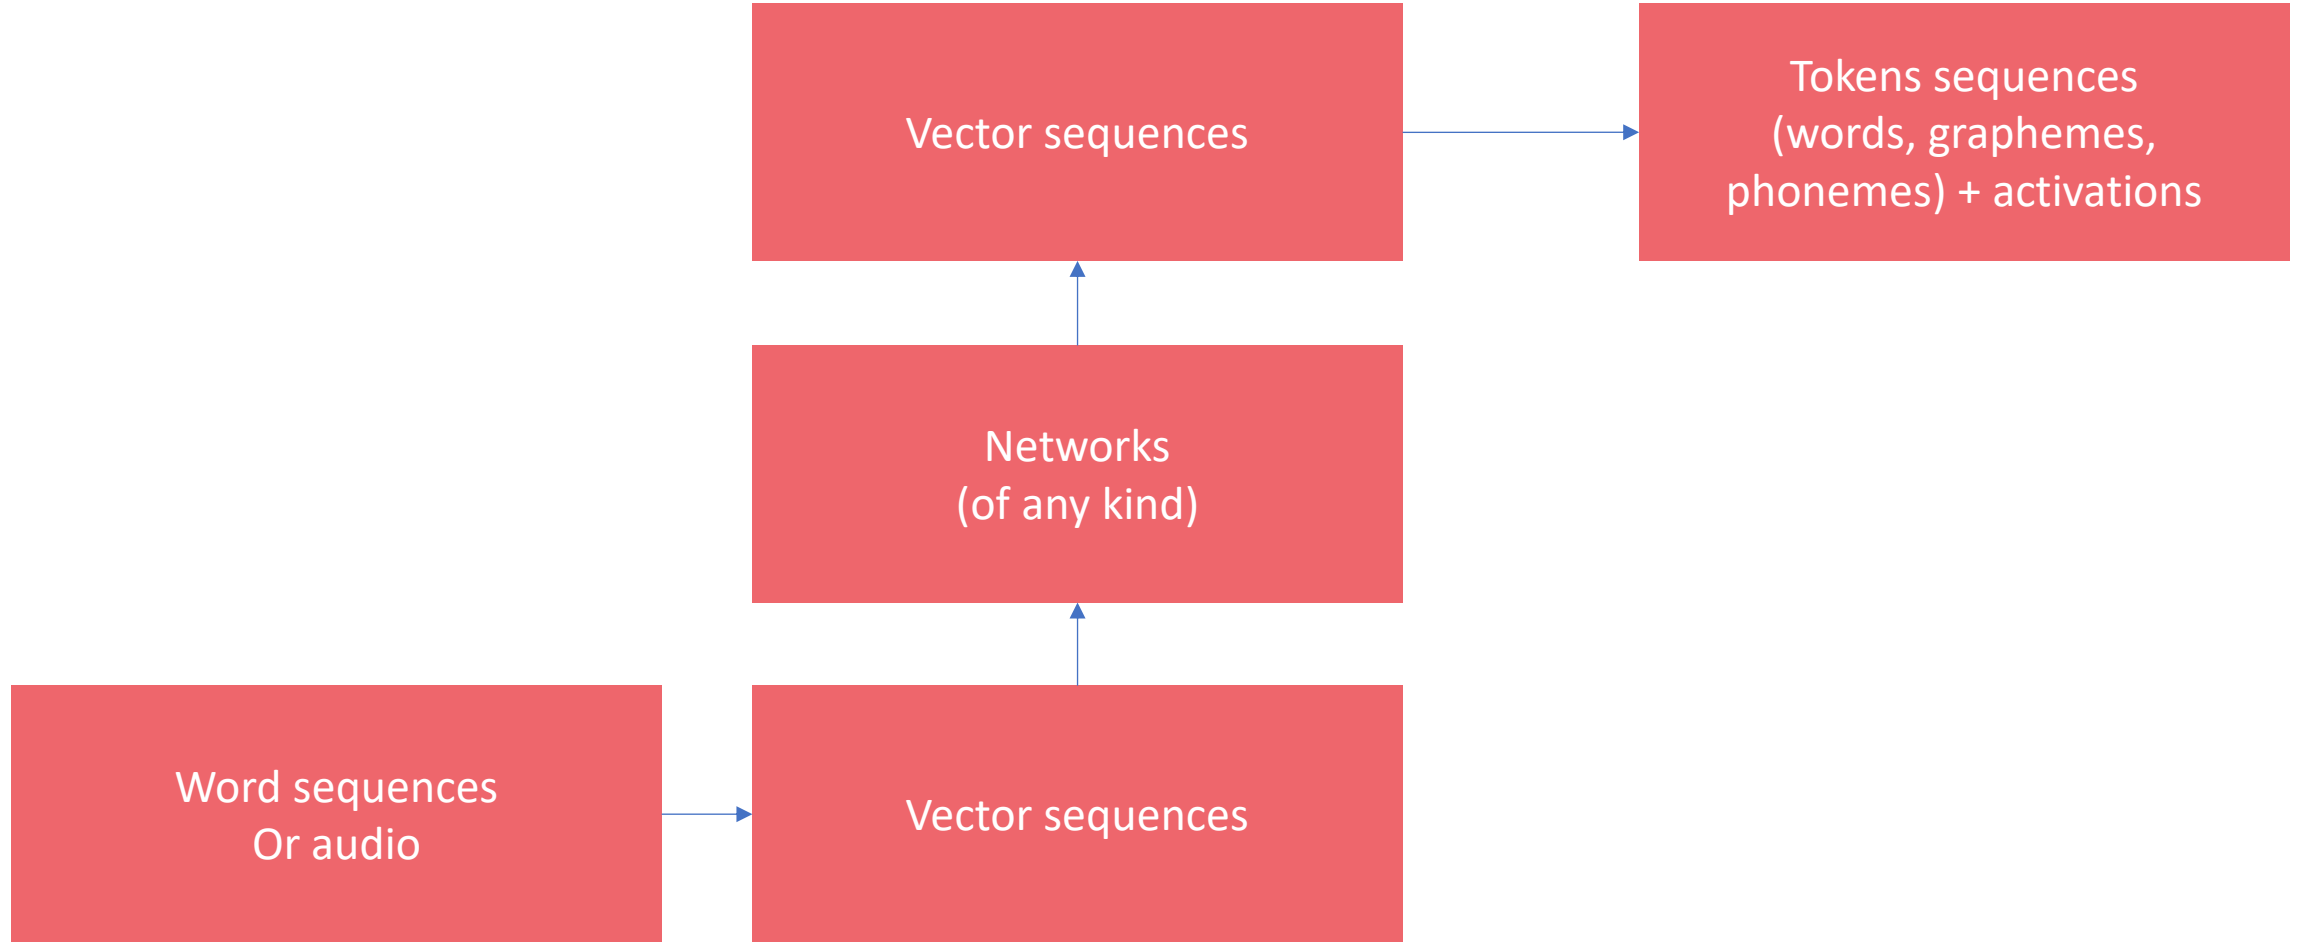 Vector sequences
Tokens sequences
(words, graphemes,
phonemes) + activations
Networks
(of any kind)
Word sequences
Or audio
Vector sequences